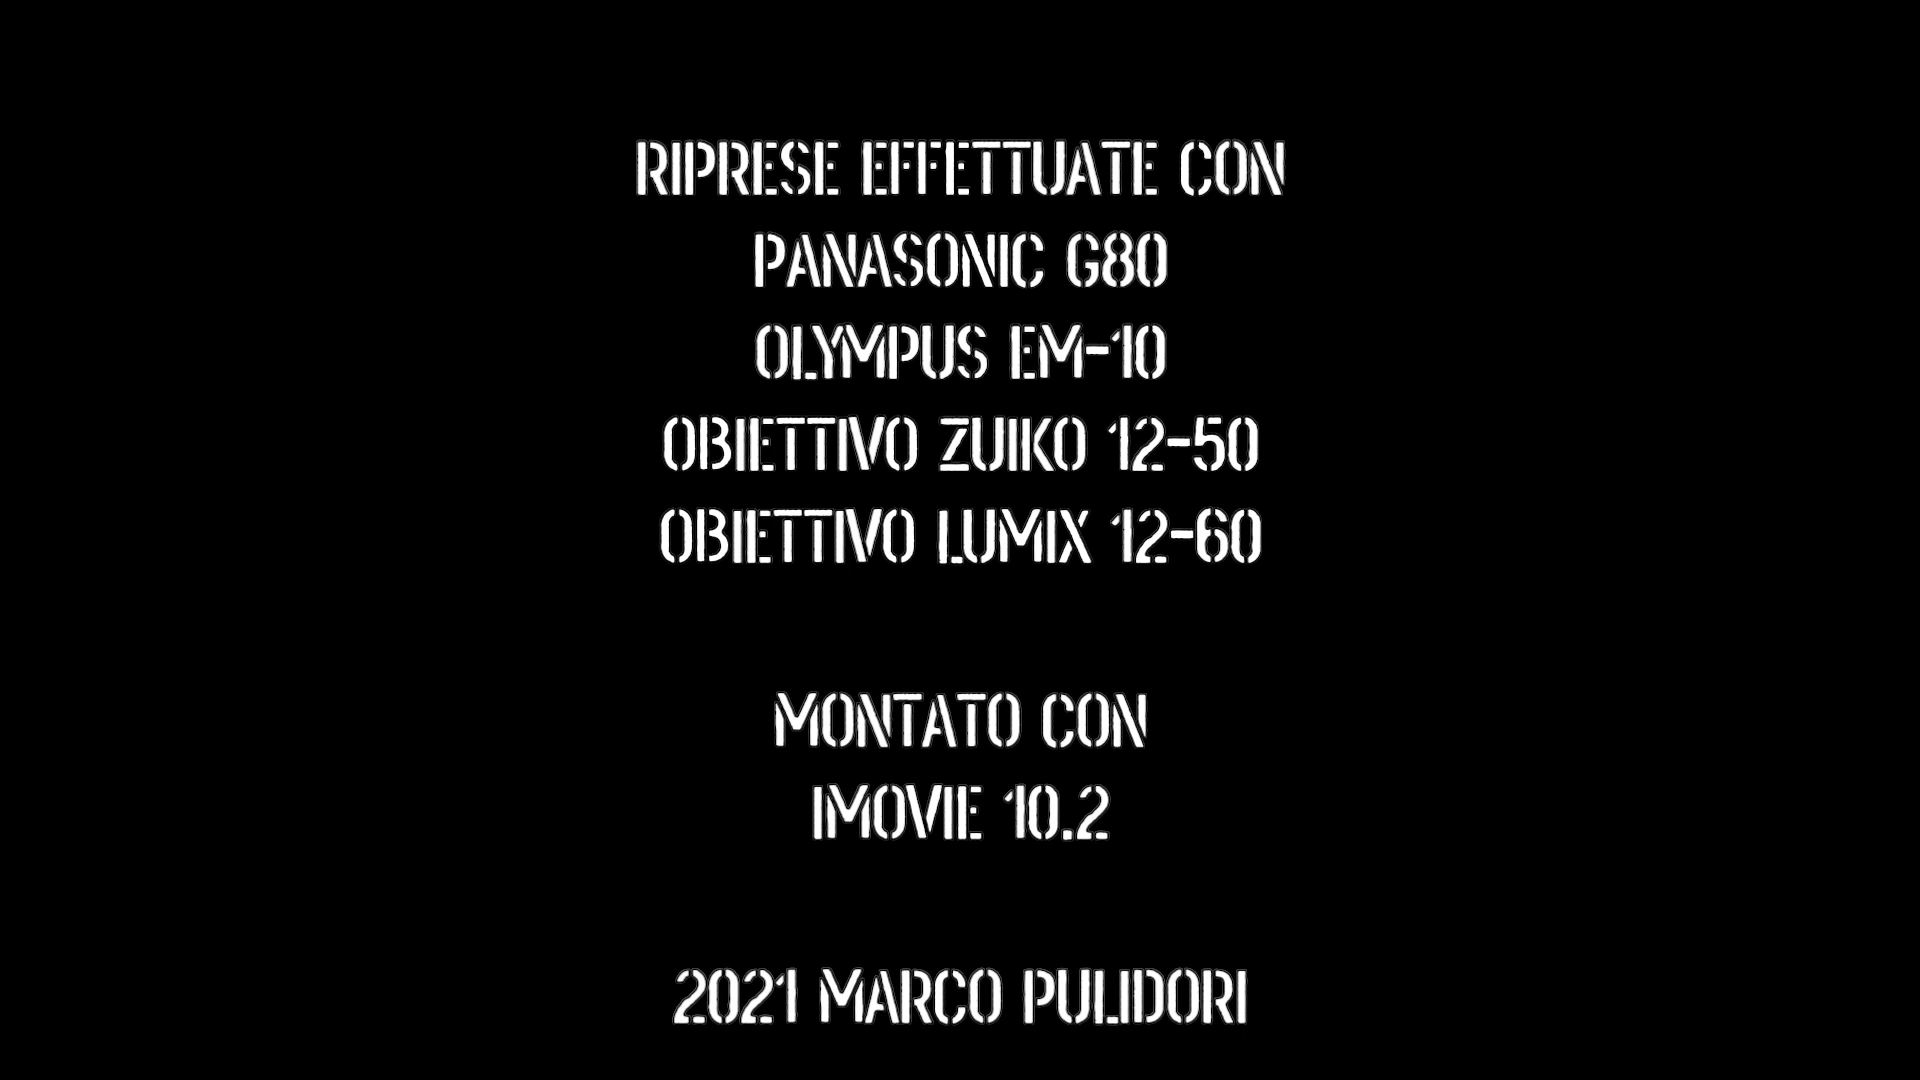 RIPRESE EFFETTUATE CON
PANASONIC G80
OLYMPUS EM-10
OBIETTIVO ZUIKO 12-50
OBIETTIVO LUMIX 12-60
MONTATO CON
IMOVIE 10.2
2021 MARCO PULIDORI